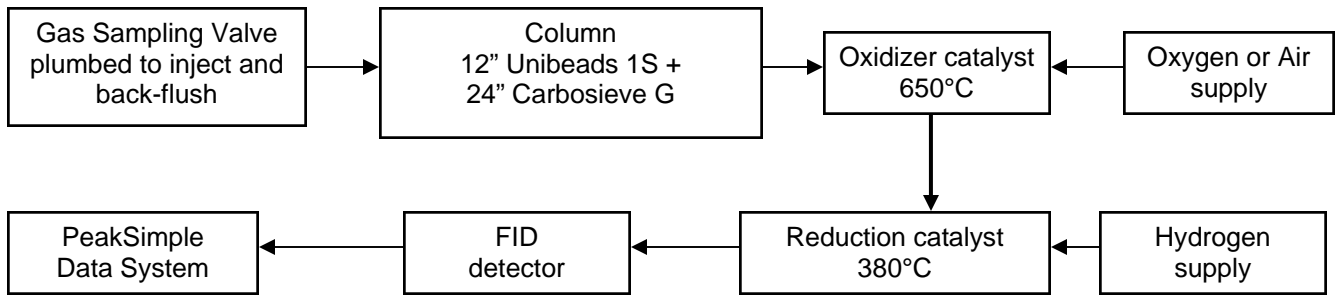 Gas Sampling Valve
plumbed to inject and
back-flush
Column
12” Unibeads 1S +
24” Carbosieve G
Oxidizer catalyst
650°C
Oxygen or Air
supply
PeakSimple
Data System
FID
detector
Reduction catalyst
380°C
Hydrogen
supply